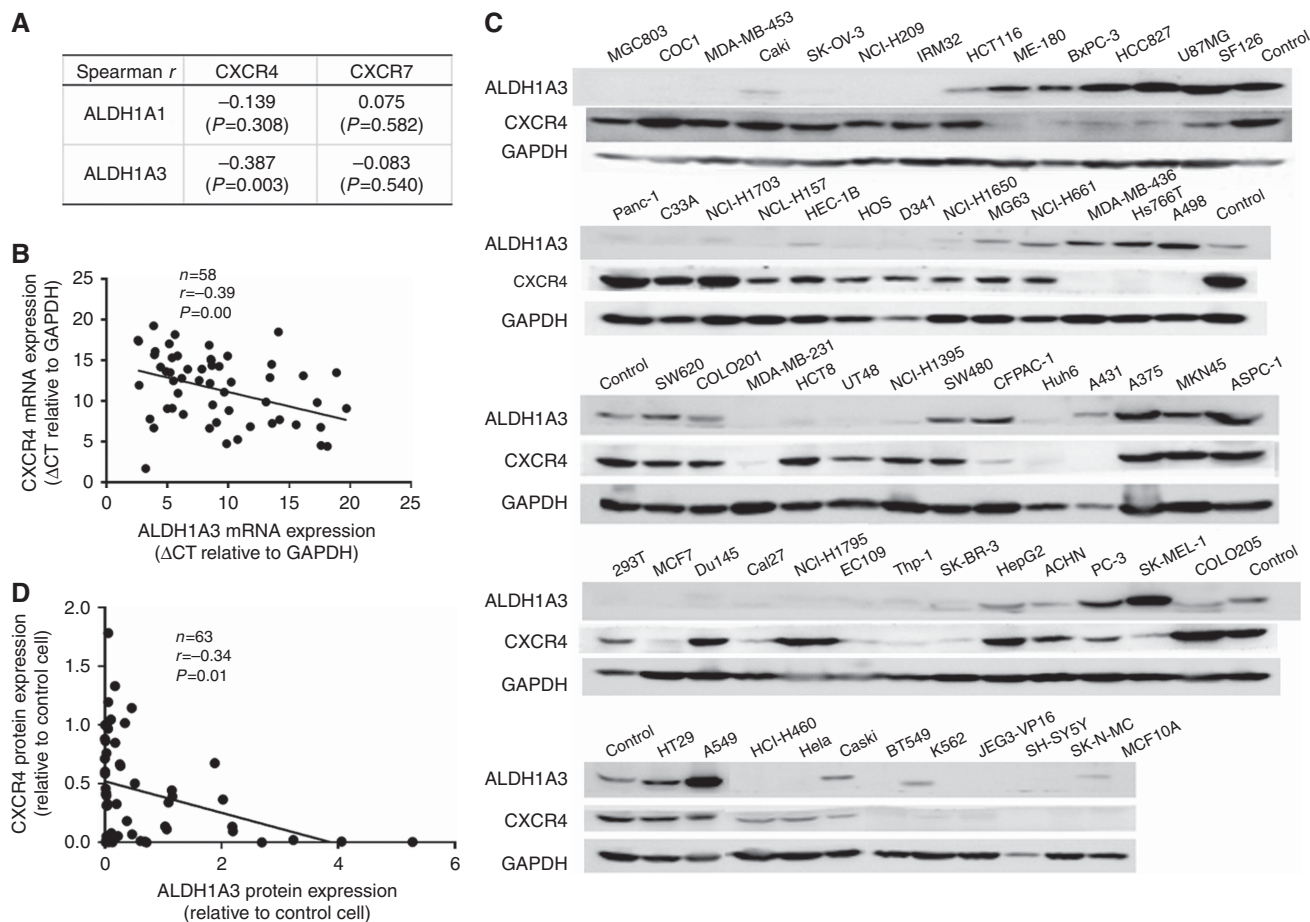 A
Spearman r CXCR4 CXCR7
ALDH1A1 –0.139 (P=0.308) 0.075 (P=0.582)
ALDH1A3 –0.387 (P=0.003) –0.083 (P=0.540)
B
n=58
r=–0.39
P=0.00
25
20
15
10
5
0
0 5 10 15 20 25
CXCR4 mRNA expression
(ΔCT relative to GAPDH)
ALDH1A3 mRNA expression
(ΔCT relative to GAPDH)
D
n=63
r=–0.34
P=0.01
2.0
1.5
1.0
0.5
0.0
0 2 4 6
CXCR4 protein expression
(relative to control cell)
ALDH1A3 protein expression
(relative to control cell)
C
MGC803 COC1 MDA-MB-453 Caki SK-OV-3 NCI-H209 IRM32 HCT116 ME-180 BxPC-3 HCC827 U87MG SF126 Control
ALDH1A3
CXCR4
GAPDH
Panc-1 C33A NCI-H1703 NCL-H157 HEC-1B HOS D341 NCI-H1650 MG63 NCI-H661 MDA-MB-436 Hs766T A498 Control
ALDH1A3
CXCR4
GAPDH
Control SW620 COLO201 MDA-MB-231 HCT8 UT48 NCI-H1395 SW480 CFPAC-1 Huh6 A431 A375 MKN45 ASPC-1
ALDH1A3
CXCR4
GAPDH
293T MCF7 Du145 Cal27 NCI-H1795 EC109 Thp-1 SK-BR-3 HepG2 ACHN PC-3 SK-MEL-1 COLO205 Control
ALDH1A3
CXCR4
GAPDH
Control HT29 A549 HCI-H460 Hela Caski BT549 K562 JEG3-VP16 SH-SY5Y SK-N-MC MCF10A
ALDH1A3
CXCR4
GAPDH